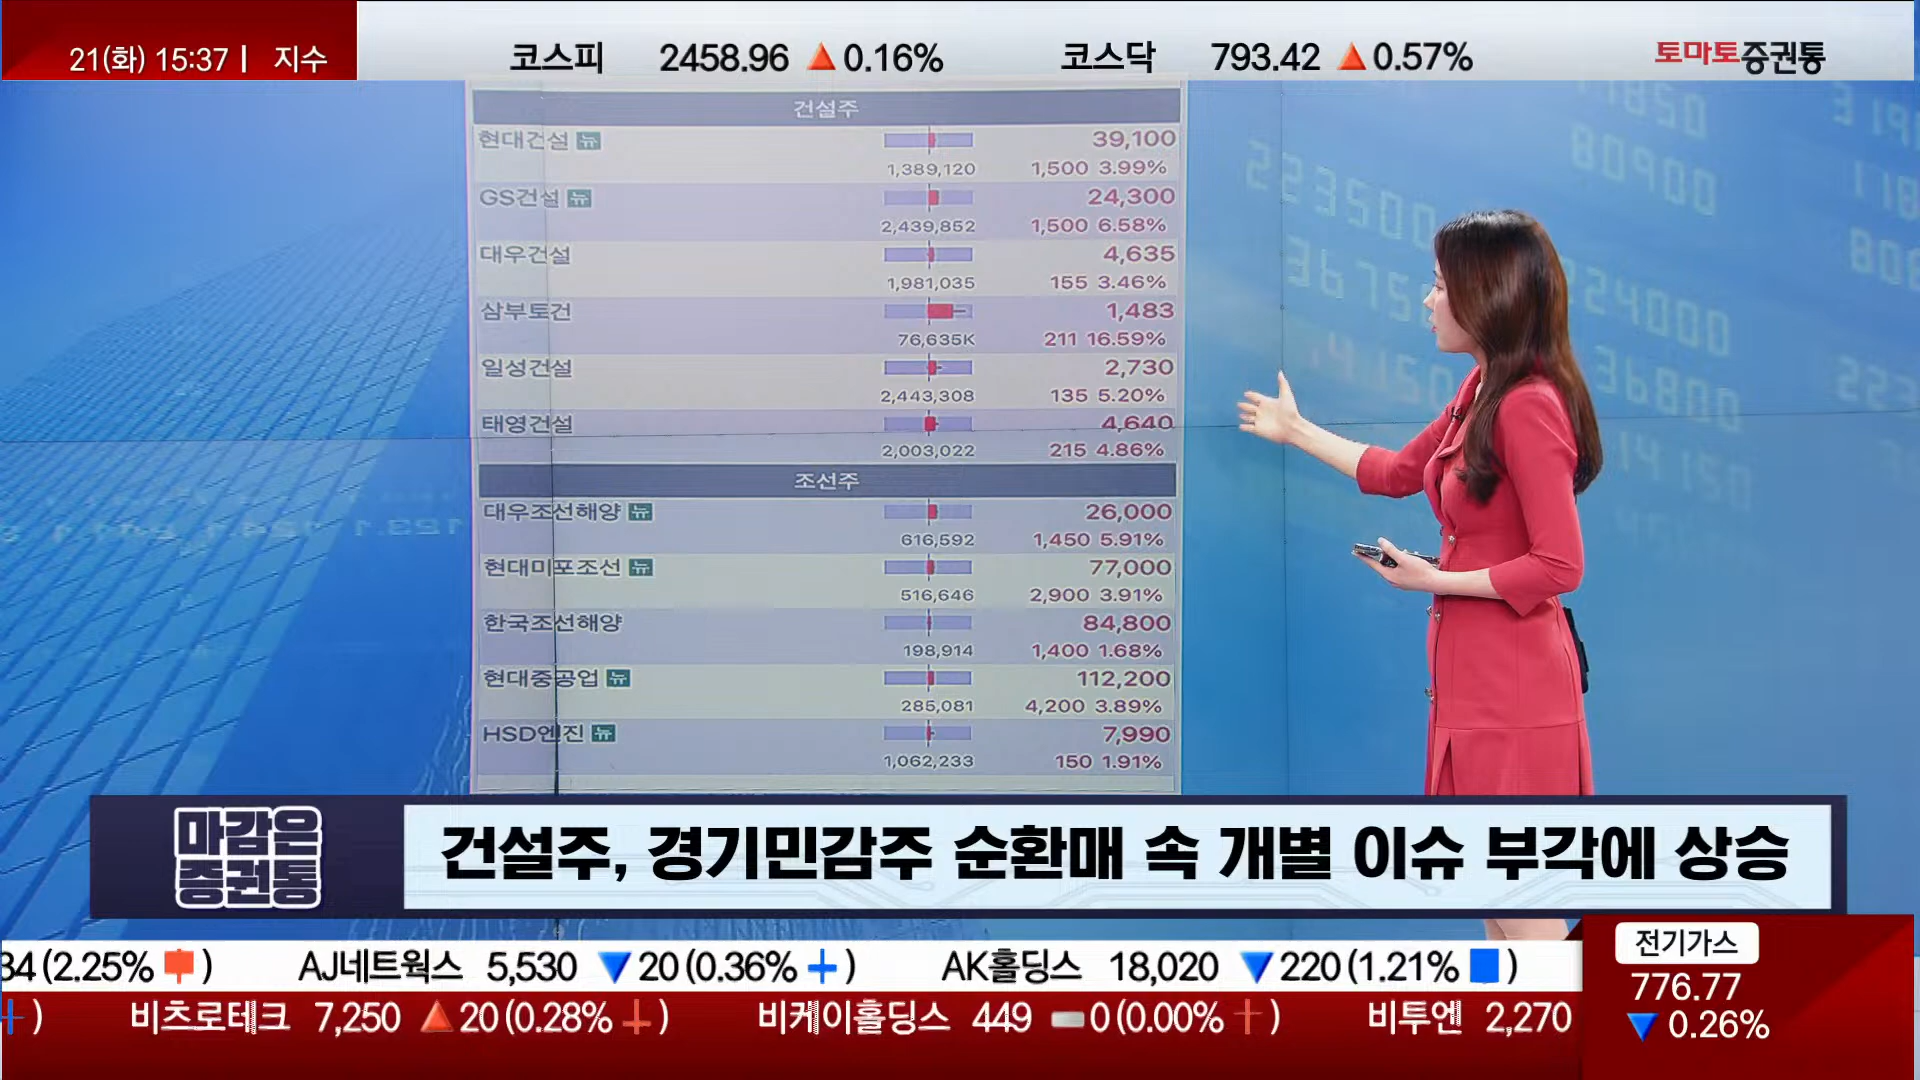 21(화) 15:37 | 지수
코스피 2458.96 ▲ 0.16% 코스닥 793.42 ▲ 0.57%
토마토증권통
건설주
현대건설 뉴 39,100
1,389,120 1,500 3.99%
GS건설 뉴 24,300
2,439,852 1,500 6.58%
대우건설 4,635
1,981,035 155 3.46%
삼부토건 1,483
76,635K 211 16.59%
일성건설 2,730
2,443,308 135 5.20%
태영건설 4,640
2,003,022 215 4.86%
조선주
대우조선해양 뉴 26,000
616,592 1,450 5.91%
현대미포조선 뉴 77,000
516,646 2,900 3.91%
한국조선해양 84,800
198,914 1,400 1.68%
현대중공업 뉴 112,200
285,081 4,200 3.89%
HSD엔진 뉴 7,990
1,062,233 150 1.91%
223500
80900
224000
36800
14150
마감은
증권통
건설주, 경기민감주 순환매 속 개별 이슈 부각에 상승
34 (2.25% ) AJ네트웍스 5,530 ▼ 20 (0.36% ) AK홀딩스 18,020 ▼ 220 (1.21% )
) 비츠로테크 7,250 ▲ 20 (0.28% ) 비케이홀딩스 449 0 (0.00% ) 비투엔 2,270
전기가스
776.77
▼ 0.26%